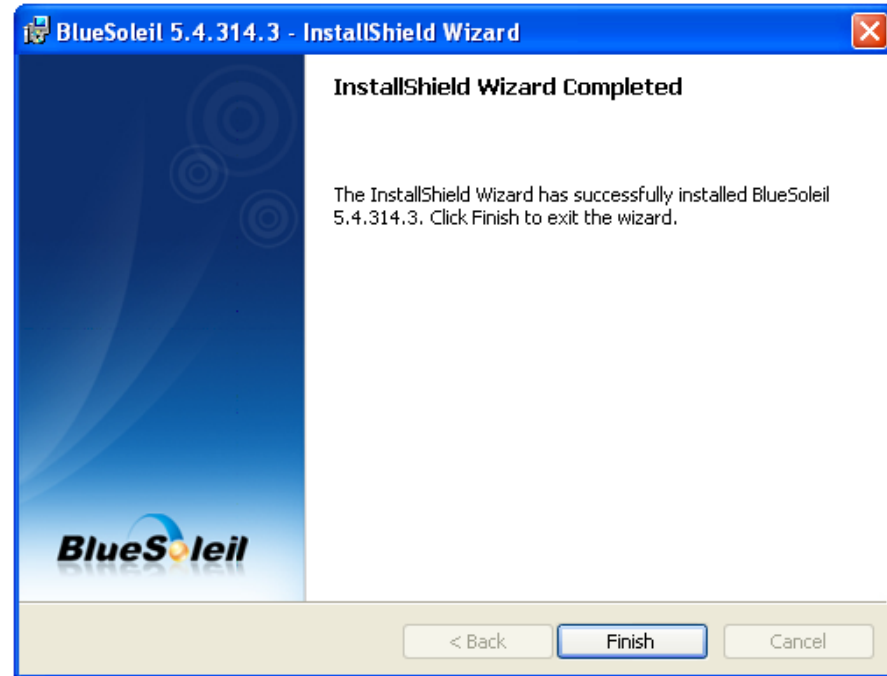 BlueSoleil 5.4.314.3 - InstallShield Wizard
InstallShield Wizard Completed
The InstallShield Wizard has successfully installed BlueSoleil
5.4.314.3. Click Finish to exit the wizard.
BlueSoleil
< Back
Finish
Cancel